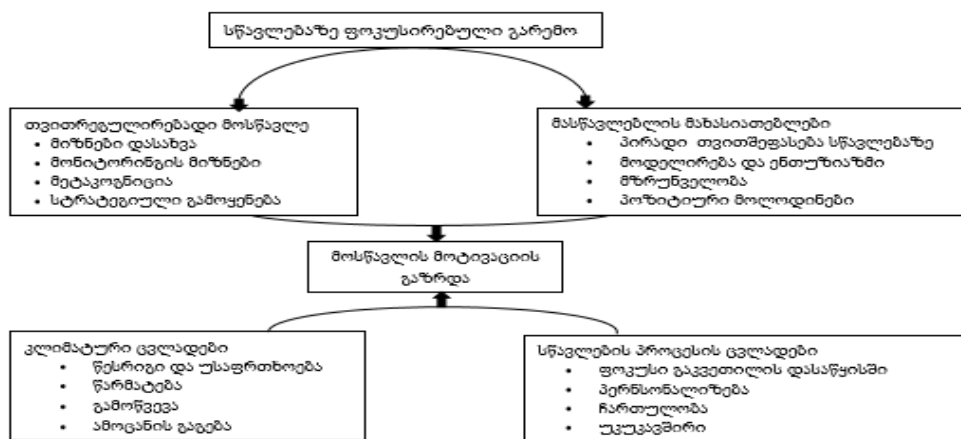 სწავლებაზე ფოკუსირებული გარემო
თვითრეგულირებადი მოსწავლე
• მიზნები დასახვა
• მონიტორინგის მიზნები
• მეტაკოგნიცია
• სტრატეგიული გამოყენება
მასწავლებლის მახასიათებლები
• პირადი თვითშეფასება სწავლებაზე
• მოდელირება და ენთუზიაზმი
• მზრუნველობა
• პოზიტიური მოლოდინები
მოსწავლის მოტივაციის
გაზრდა
კლიმატური ცვლადები
• წესრიგი და უსაფრთხოება
• წარმატება
• გამოწვევა
• ამოცანის გაგება
სწავლების პროცესის ცვლადები
• ფოკუსი გაკვეთილის დასაწყისში
• პერნსონალიზება
• ჩართულობა
• უკუკავშირი